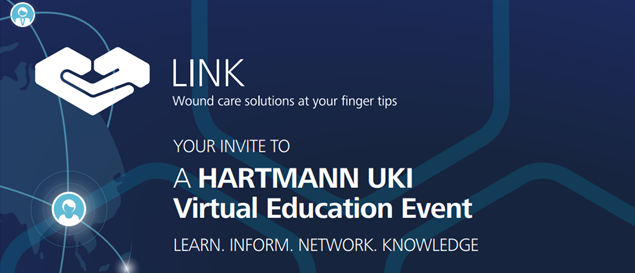 LINK
Wound care solutions at your finger tips
YOUR INVITE TO
A HARTMANN UKI
Virtual Education Event
LEARN. INFORM. NETWORK. KNOWLEDGE